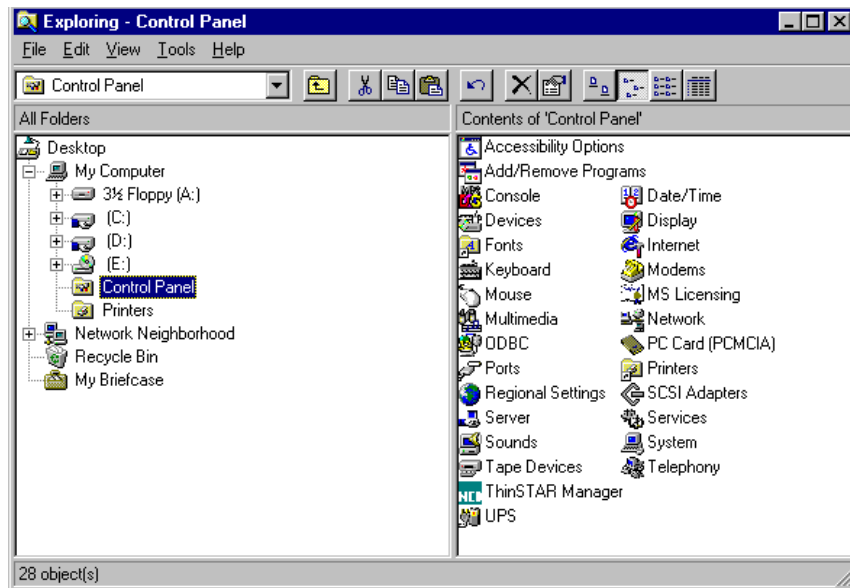 Exploring - Control Panel
File Edit View Tools Help
Control Panel
All Folders
Contents of 'Control Panel'
Desktop
My Computer
3½ Floppy (A:)
(C:)
(D:)
(E:)
Control Panel
Printers
Network Neighborhood
Recycle Bin
My Briefcase
Accessibility Options
Add/Remove Programs
Console Date/Time
Devices Display
Fonts Internet
Keyboard Modems
Mouse MS Licensing
Multimedia Network
ODBC PC Card (PCMCIA)
Ports Printers
Regional Settings SCSI Adapters
Server Services
Sounds System
Tape Devices Telephony
NCD ThinSTAR Manager
UPS
28 object(s)